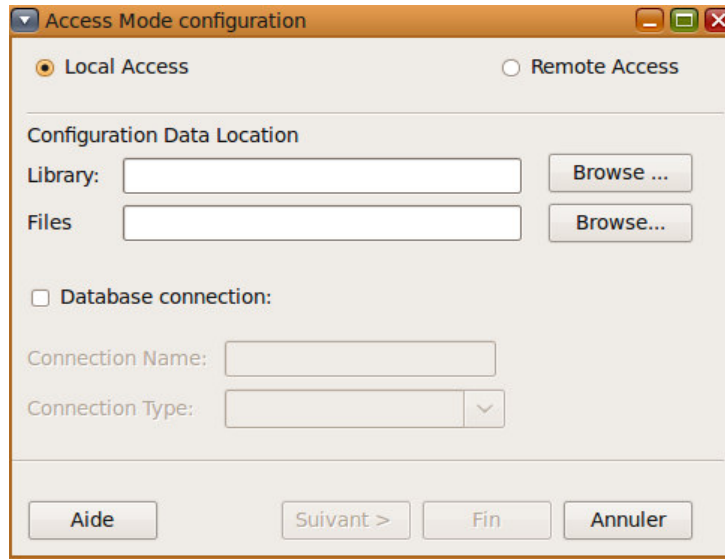 Access Mode configuration
Local Access Remote Access
Configuration Data Location
Library: Browse ...
Files Browse...
Database connection:
Connection Name:
Connection Type:
Aide Suivant > Fin Annuler